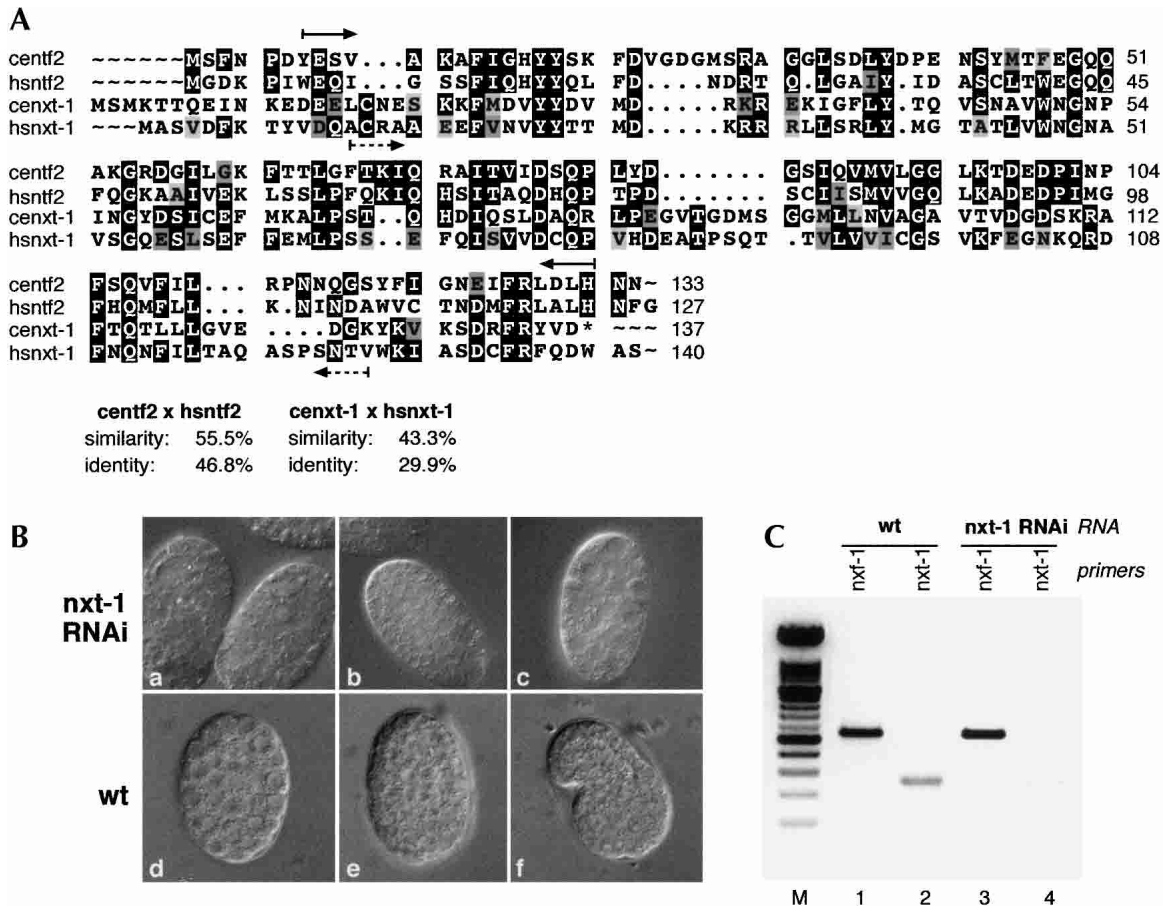 A
centf2 ~~~~~~MSFN PDYESV...A KAFIGHYYSK FDVGDGMSRA GGLSDLYDPE NSYMTFEGQQ 51
hsntf2 ~~~~~~MGDK PIWEQI...G SSFIQHYYQL FD....NDRT Q.LGAIY.ID ASCLTWEGQQ 45
cenxt-1 MSMKTTQEINK KEDEELCNES KKFMDVYYDV MD.....RKR EKIGFLY.TQ VSNAVWNGNP 54
hsnxt-1 ~~~MASVDFK TYVDQACRAA EEFVNVYYTT MD.....KRR RLLSRLY.MG TATLVWNGNA 51
centf2 AKGRDGILGK FTTLGFTKIQ RAITVIDSQP LYD.......GSIQVMVLGG LKTDEDPINP 104
hsntf2 FQGKAAIVEK LSSLPFQKIQ HSITAQDHQP TPD.......SCIISMVVGQ LKADEDPIMG 98
cenxt-1 INGYDSICEF MKALPST..Q HDIQSLDAQR LPEGVTGDMS GGMLLNVAGA VTVDGDSKRA 112
hsnxt-1 VSGQESLSEF FEMLPSS..E FQISVVDCQP VHDEATPSQT .TVLVVICGS VKFEGNKQRD 108
centf2 FSQVFIL... RPNNQGSYFI GNEIFRLDLH NN~ 133
hsntf2 FHQMFLL... K.NINDAWVC TNDMFRLALH NFG 127
cenxt-1 FTQTLLLGVE ....DGKYKV KSDRFRYVD* ~~~ 137
hsnxt-1 FNQNFILTAQ ASPSNTVWKI ASDCFRFQDW AS~ 140
centf2 x hsntf2 cenxt-1 x hsnxt-1
similarity: 55.5% similarity: 43.3%
identity: 46.8% identity: 29.9%
B
nxt-1 RNAi
a b c
wt
d e f
C
wt nxt-1 RNAi RNA
nxf-1 nxt-1 nxf-1 nxt-1 primers
M 1 2 3 4